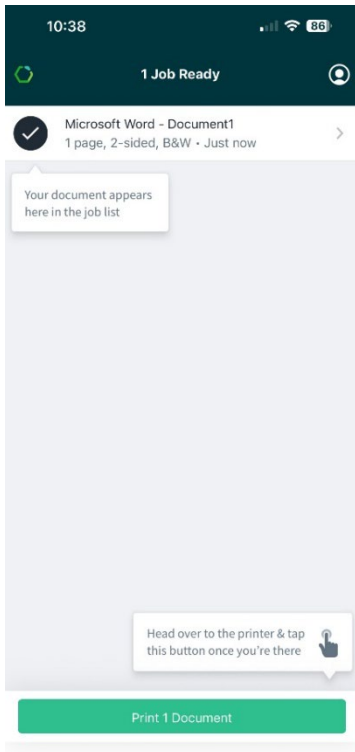 10:38
86
1 Job Ready
Microsoft Word - Document1
1 page, 2-sided, B&W • Just now
Your document appears
here in the job list
Head over to the printer & tap
this button once you're there
Print 1 Document